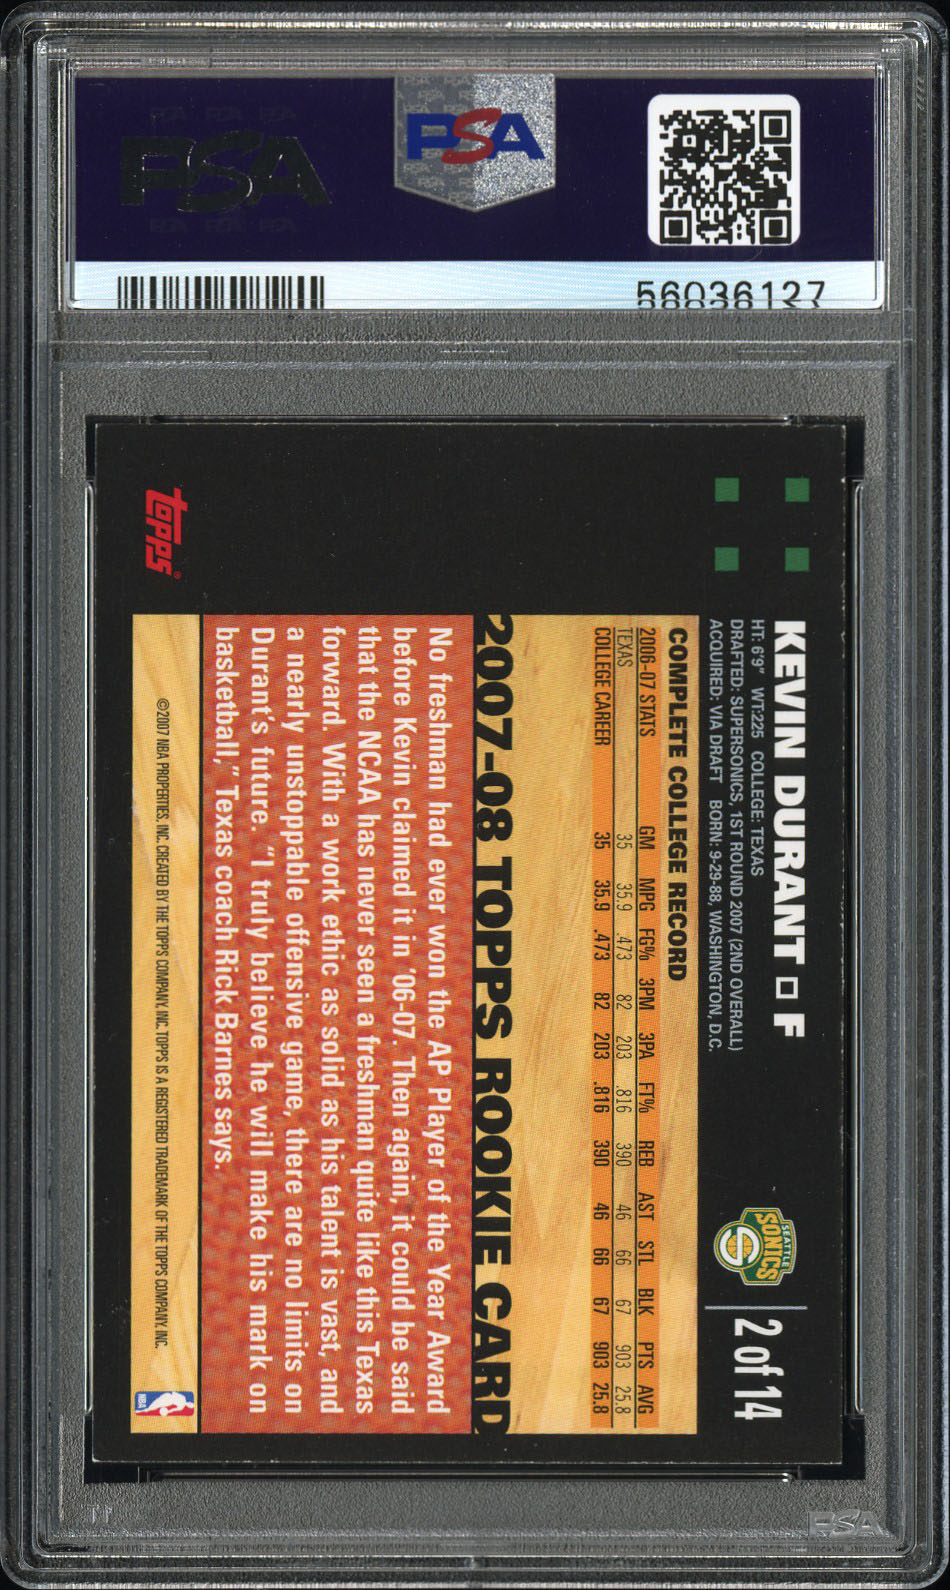 PSA
PSA
56036127
KEVIN DURANT □ F
HT: 6'9" WT:225 COLLEGE: TEXAS
DRAFTED: SUPERSONICS, 1ST ROUND 2007 (2ND OVERALL)
ACQUIRED: VIA DRAFT BORN: 9-29-88, WASHINGTON, D.C.
SEATTLE
SONICS
2 of 14
COMPLETE COLLEGE RECORD
2006-07 STATS GM MPG FG% 3PM 3PA FT% REB AST STL BLK PTS AVG
TEXAS 35 35.9 .473 82 203 .816 390 46 66 67 903 25.8
COLLEGE CAREER 35 35.9 .473 82 203 .816 390 46 66 67 903 25.8
2007-08 TOPPS ROOKIE CARD
No freshman had ever won the AP Player of the Year Award
before Kevin claimed it in '06-07. Then again, it could be said
that the NCAA has never seen a freshman quite like this Texas
forward. With a work ethic as solid as his talent is vast, and
a nearly unstoppable offensive game, there are no limits on
Durant's future. "I truly believe he will make his mark on
basketball," Texas coach Rick Barnes says.
topps®
©2007 NBA PROPERTIES, INC. CREATED BY THE TOPPS COMPANY, INC. TOPPS IS A REGISTERED TRADEMARK OF THE TOPPS COMPANY, INC.
NBA
PSA